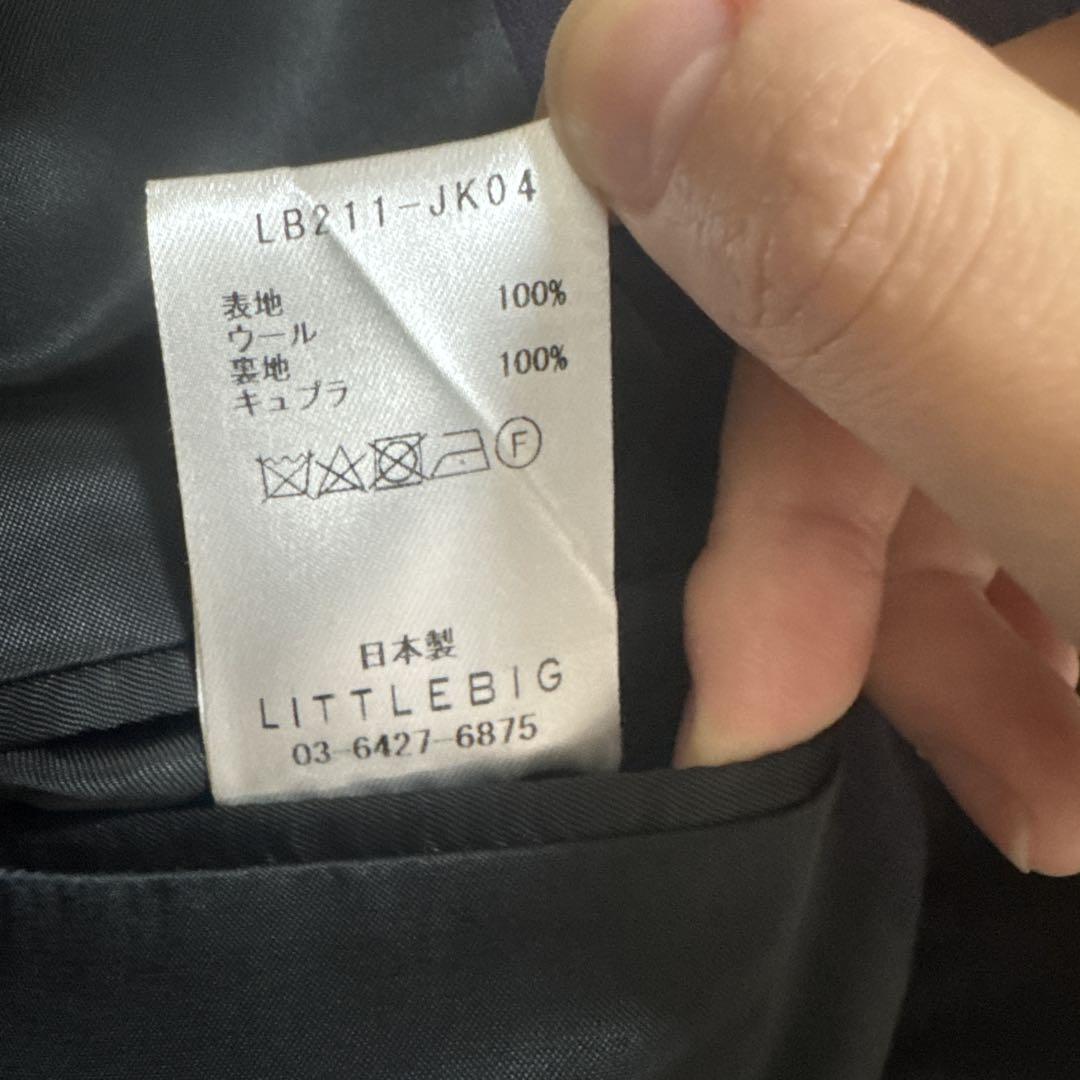 LB211-JK04
表地 100%
ウール
裏地 100%
キュプラ
F
日本製
LITTLEBIG
03-6427-6875